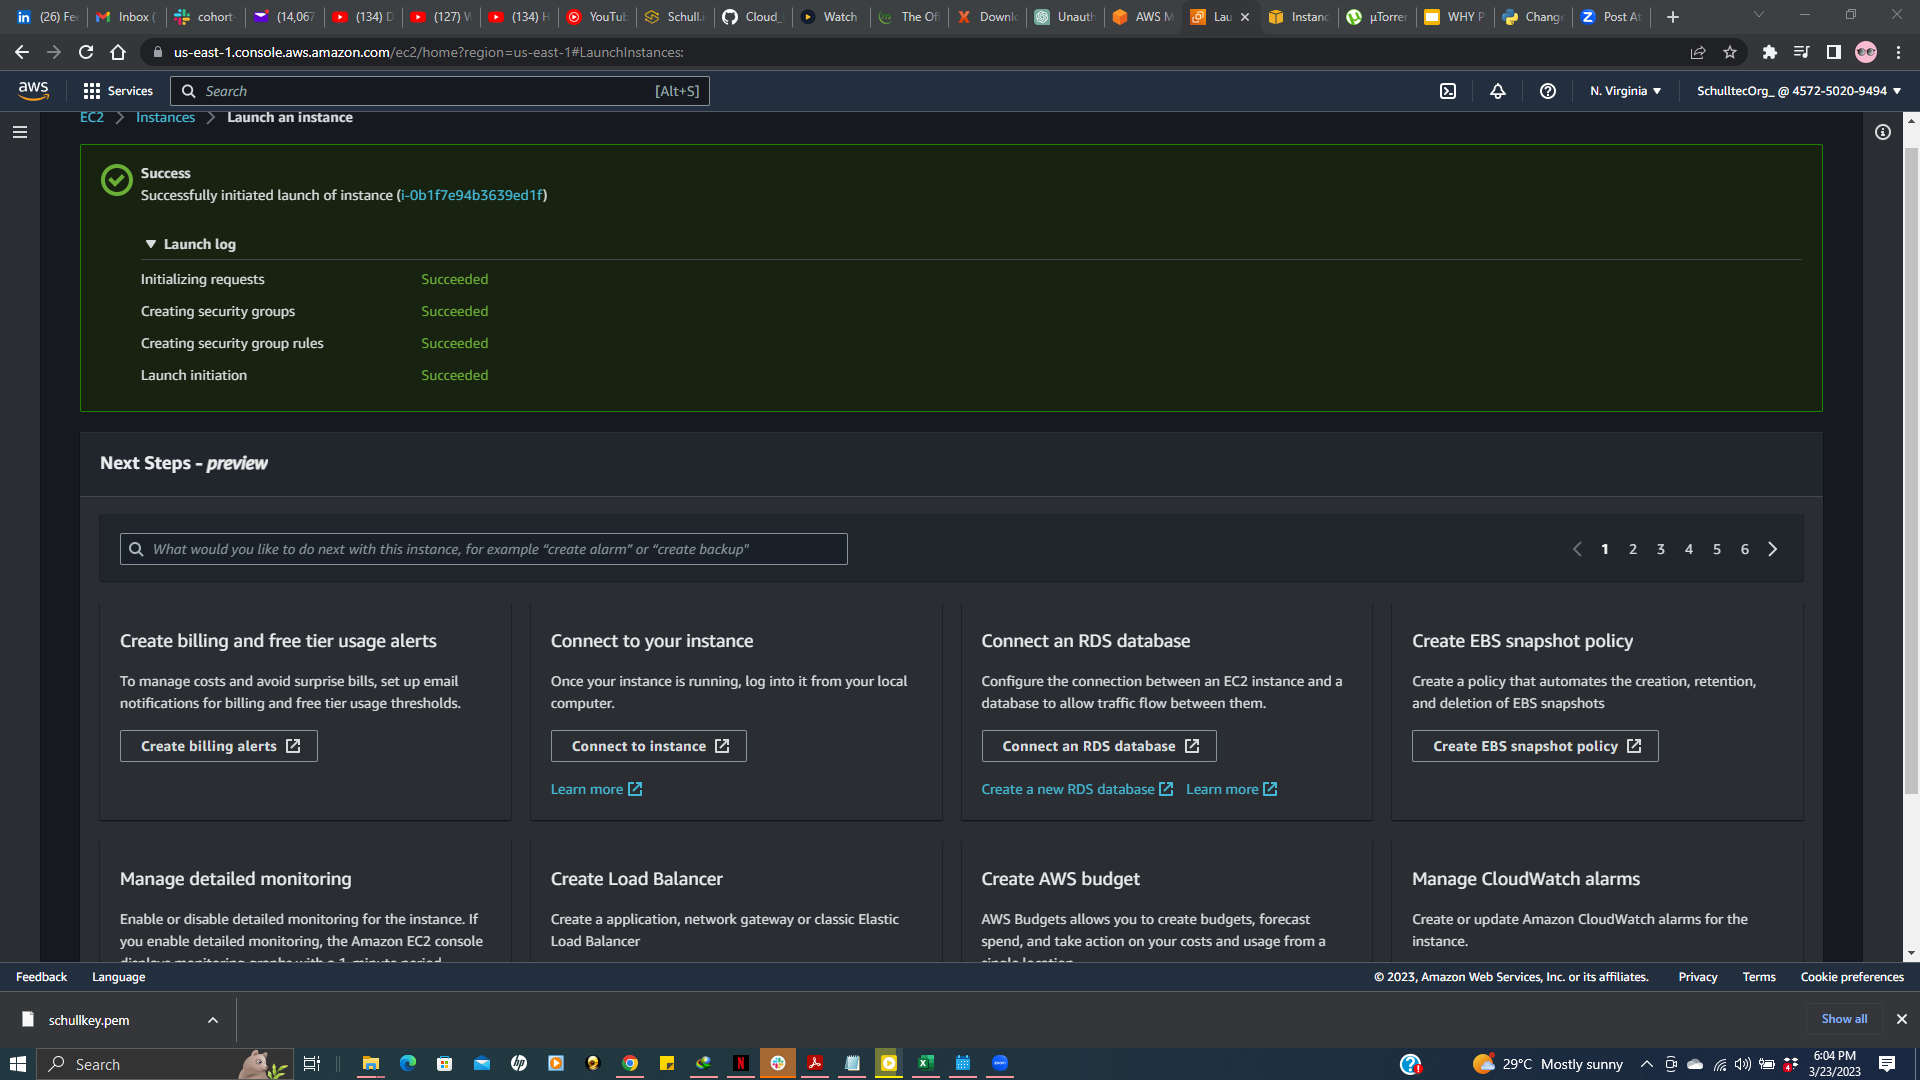 (26) Fe
Inbox (
cohort
(14,067
(134) D
(127) W
(134) H
YouTub
Schull.i
Cloud_
Watch
The Off
Downlo
Unauth
AWS M
Lau
Instanc
µTorren
WHY P
Chang
Post At
us-east-1.console.aws.amazon.com/ec2/home?region=us-east-1#LaunchInstances:
aws
Services
Search
[Alt+S]
N. Virginia
SchulltecOrg_ @ 4572-5020-9494
EC2 > Instances > Launch an instance
Success
Successfully initiated launch of instance (i-0b1f7e94b3639ed1f)
Launch log
Initializing requests Succeeded
Creating security groups Succeeded
Creating security group rules Succeeded
Launch initiation Succeeded
Next Steps - preview
What would you like to do next with this instance, for example "create alarm" or "create backup"
1 2 3 4 5 6
Create billing and free tier usage alerts
To manage costs and avoid surprise bills, set up email
notifications for billing and free tier usage thresholds.
Create billing alerts
Connect to your instance
Once your instance is running, log into it from your local
computer.
Connect to instance
Learn more
Connect an RDS database
Configure the connection between an EC2 instance and a
database to allow traffic flow between them.
Connect an RDS database
Create a new RDS database Learn more
Create EBS snapshot policy
Create a policy that automates the creation, retention,
and deletion of EBS snapshots
Create EBS snapshot policy
Manage detailed monitoring
Enable or disable detailed monitoring for the instance. If
you enable detailed monitoring, the Amazon EC2 console
displays monitoring graphs with a 1-minute period
Create Load Balancer
Create a application, network gateway or classic Elastic
Load Balancer
Create AWS budget
AWS Budgets allows you to create budgets, forecast
spend, and take action on your costs and usage from a
single location
Manage CloudWatch alarms
Create or update Amazon CloudWatch alarms for the
instance.
Feedback
Language
© 2023, Amazon Web Services, Inc. or its affiliates.
Privacy
Terms
Cookie preferences
schullkey.pem
Show all
Search
29°C Mostly sunny
6:04 PM
3/23/2023